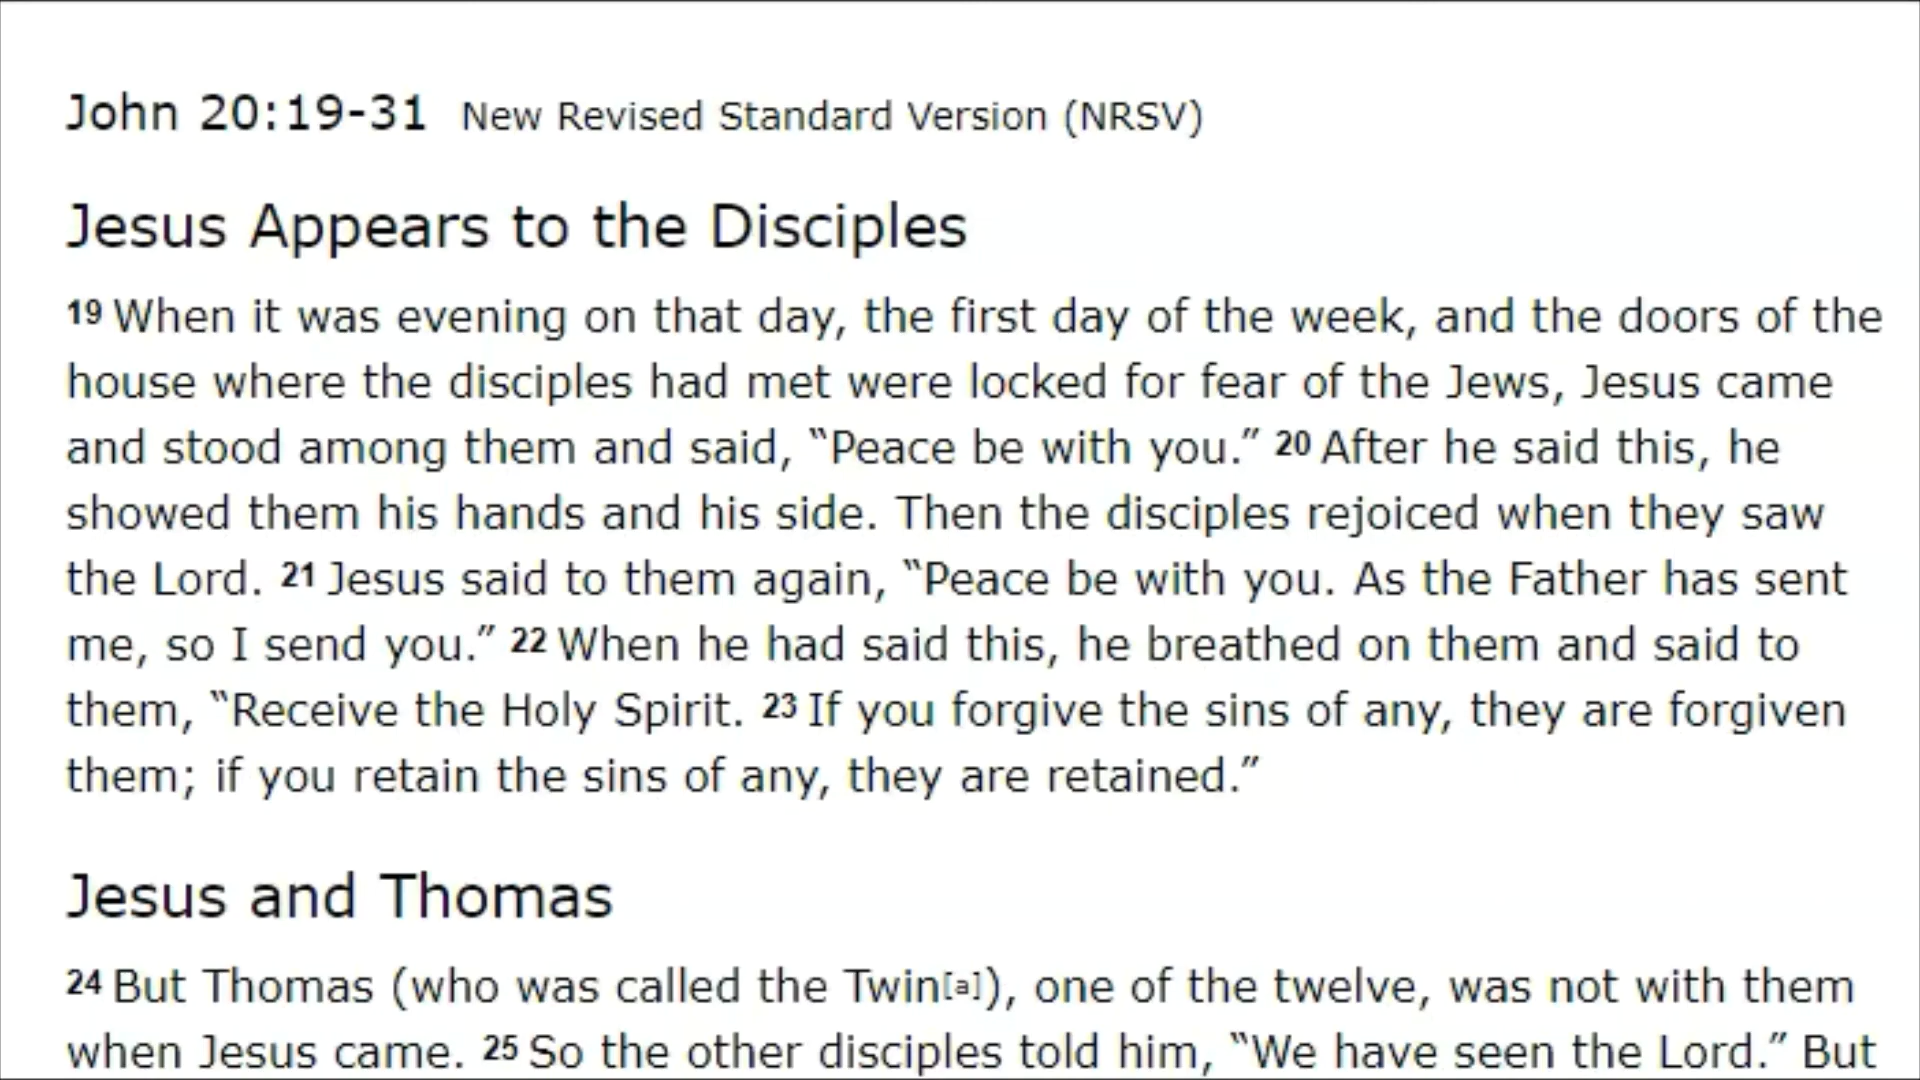 John 20:19-31 New Revised Standard Version (NRSV)
Jesus Appears to the Disciples
19 When it was evening on that day, the first day of the week, and the doors of the
house where the disciples had met were locked for fear of the Jews, Jesus came
and stood among them and said, “Peace be with you.” 20 After he said this, he
showed them his hands and his side. Then the disciples rejoiced when they saw
the Lord. 21 Jesus said to them again, “Peace be with you. As the Father has sent
me, so I send you.” 22 When he had said this, he breathed on them and said to
them, “Receive the Holy Spirit. 23 If you forgive the sins of any, they are forgiven
them; if you retain the sins of any, they are retained.”
Jesus and Thomas
24 But Thomas (who was called the Twin[a]), one of the twelve, was not with them
when Jesus came. 25 So the other disciples told him, “We have seen the Lord.” But